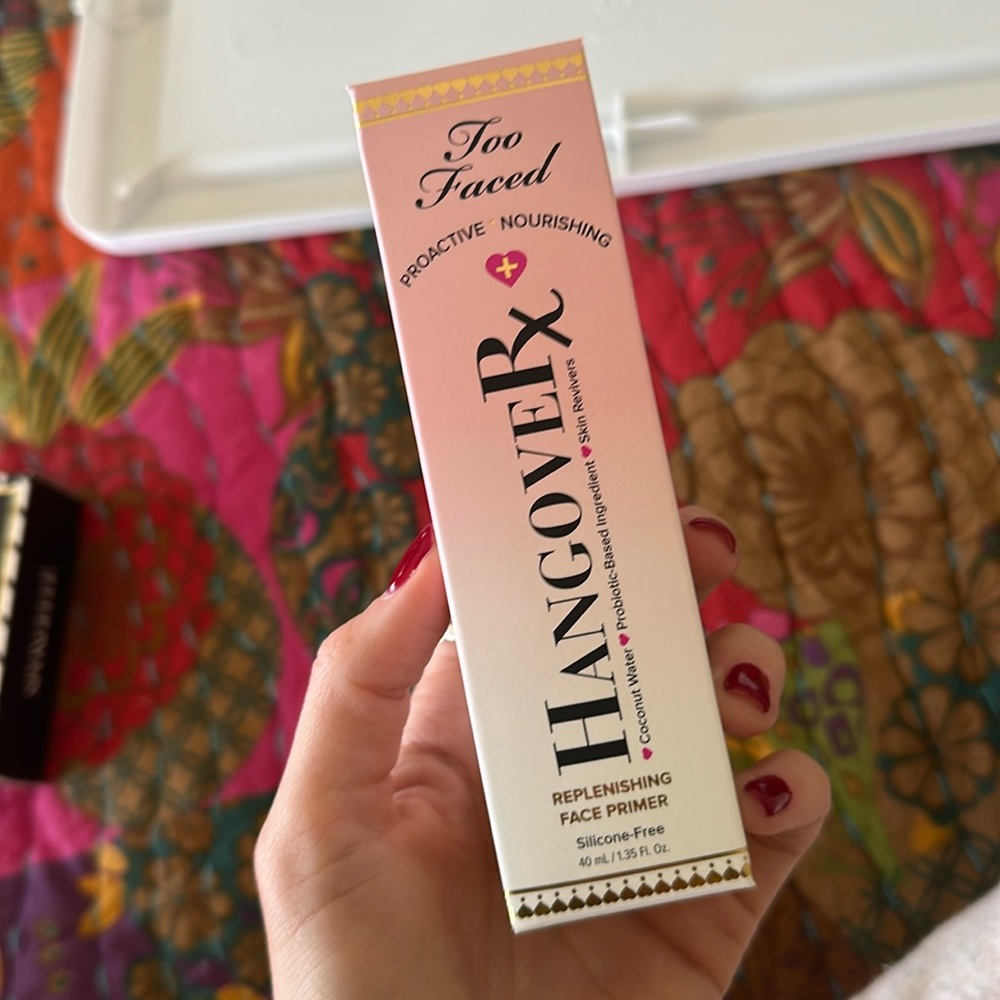 Too
Faced
PROACTIVE NOURISHING
HANGOVERx
Coconut Water Probiotic-Based Ingredient Skin Revivers
REPLENISHING
FACE PRIMER
Silicone-Free
40 mL / 1.35 Fl. Oz.